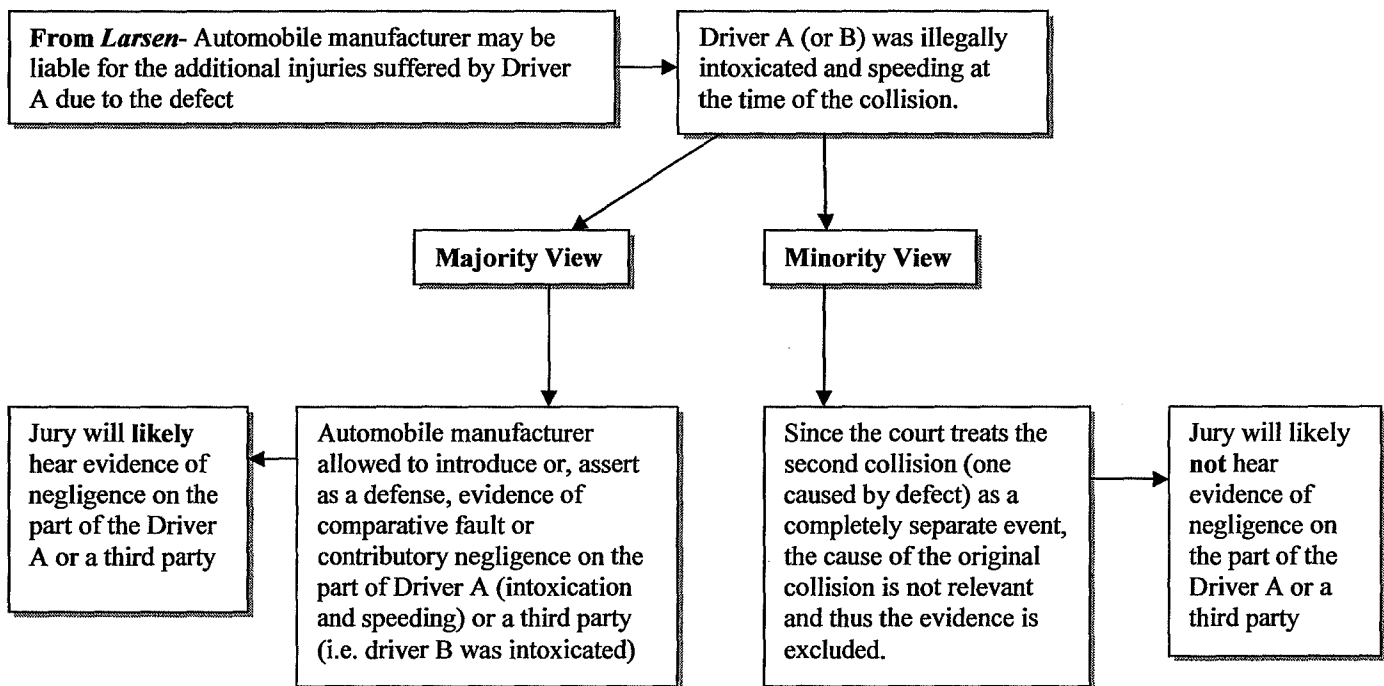 From Larsen- Automobile manufacturer may be
liable for the additional injuries suffered by Driver
A due to the defect
Driver A (or B) was illegally
intoxicated and speeding at
the time of the collision.
Majority View
Minority View
Jury will likely
hear evidence of
negligence on the
part of the Driver
A or a third party
Automobile manufacturer
allowed to introduce or, assert
as a defense, evidence of
comparative fault or
contributory negligence on the
part of Driver A (intoxication
and speeding) or a third party
(i.e. driver B was intoxicated)
Since the court treats the
second collision (one
caused by defect) as a
completely separate event,
the cause of the original
collision is not relevant
and thus the evidence is
excluded.
Jury will likely
not hear
evidence of
negligence on
the part of the
Driver A or a
third party